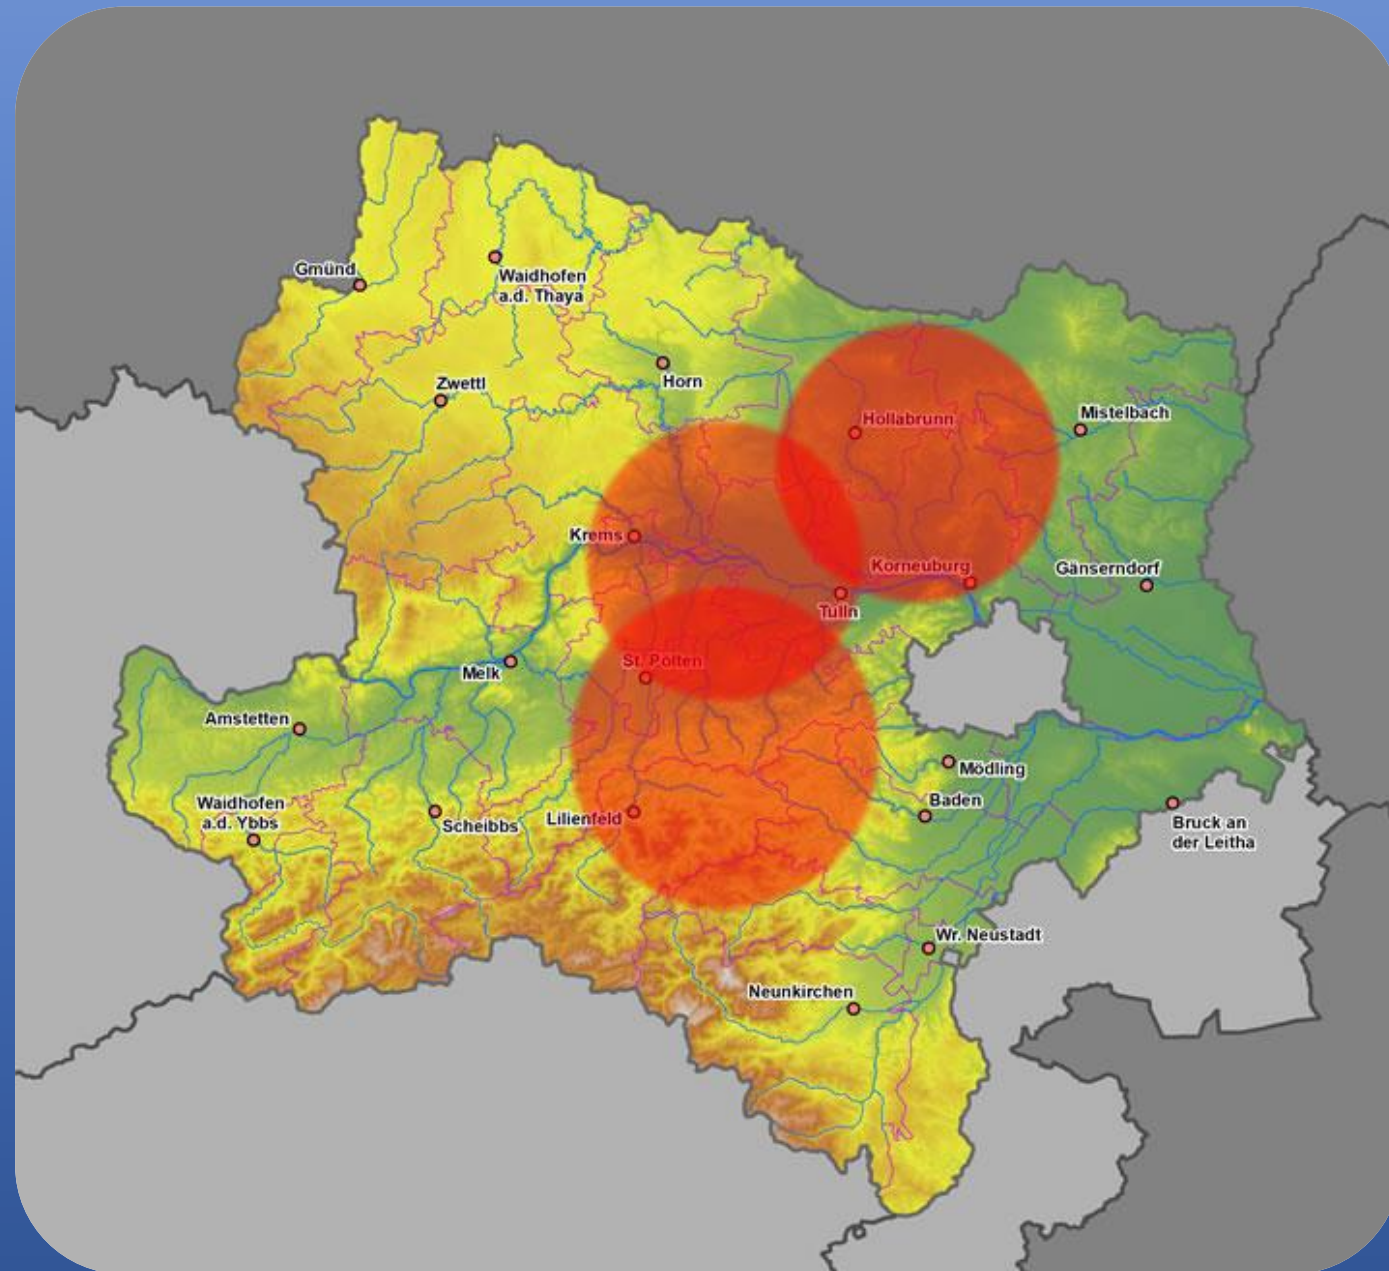 Gmünd
Waidhofen
a.d. Thaya
Horn
Zwettl
Hollabrunn
Mistelbach
Krems
Korneuburg
Gänserndorf
Tulln
St. Pölten
Melk
Amstetten
Mödling
Waidhofen
a.d. Ybbs
Scheibbs
Lilienfeld
Baden
Bruck an
der Leitha
Wr. Neustadt
Neunkirchen